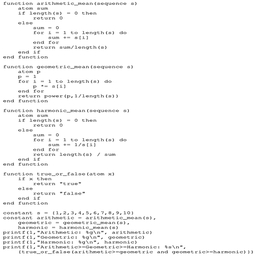 function arithmetic_mean(sequence s)
    atom sum
    if length(s) = 0 then
        return 0
    else
        sum = 0
        for i = 1 to length(s) do
            sum += s[i]
        end for
        return sum/length(s)
    end if
end function

function geometric_mean(sequence s)
    atom p
    p = 1
    for i = 1 to length(s) do
        p *= s[i]
    end for
    return power(p,1/length(s))
end function

function harmonic_mean(sequence s)
    atom sum
    if length(s) = 0 then
        return 0
    else
        sum = 0
        for i = 1 to length(s) do
            sum += 1/s[i]
        end for
        return length(s) / sum
    end if
end function

function true_or_false(atom x)
    if x then
        return "true"
    else
        return "false"
    end if
end function

constant s = {1,2,3,4,5,6,7,8,9,10}
constant arithmetic = arithmetic_mean(s),
    geometric = geometric_mean(s),
    harmonic = harmonic_mean(s)
printf(1,"Arithmetic: %g\n", arithmetic)
printf(1,"Geometric: %g\n", geometric)
printf(1,"Harmonic: %g\n", harmonic)
printf(1,"Arithmetic>=Geometric>=Harmonic: %s\n",
    {true_or_false(arithmetic>=geometric and geometric>=harmonic)})